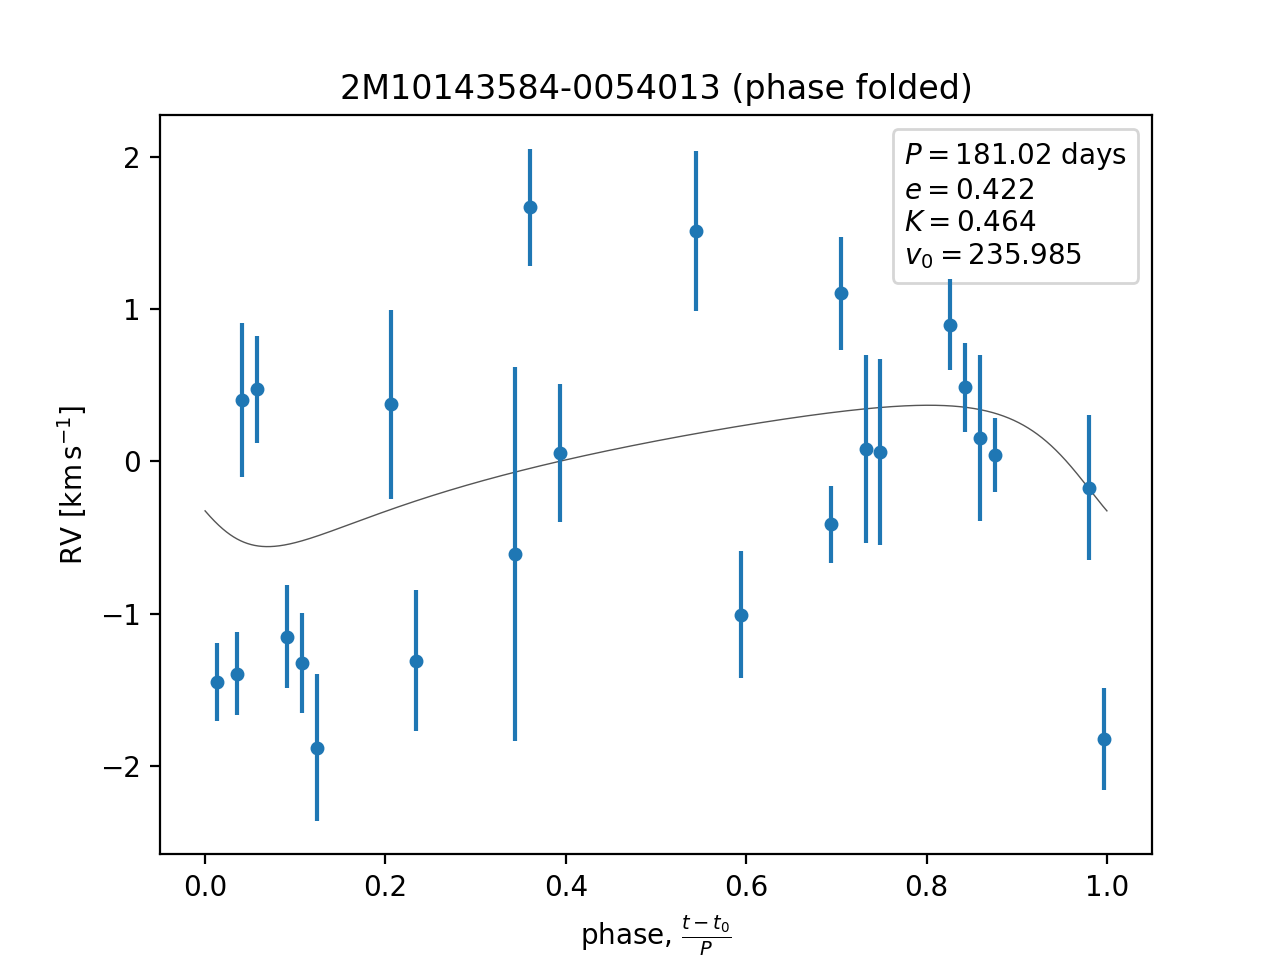 2M10143584-0054013 (phase folded)
P = 181.02 days
e = 0.422
K = 0.464
v₀ = 235.985
RV [km s⁻¹]
2
1
0
−1
−2
0.0 0.2 0.4 0.6 0.8 1.0
phase, (t − t₀)/P